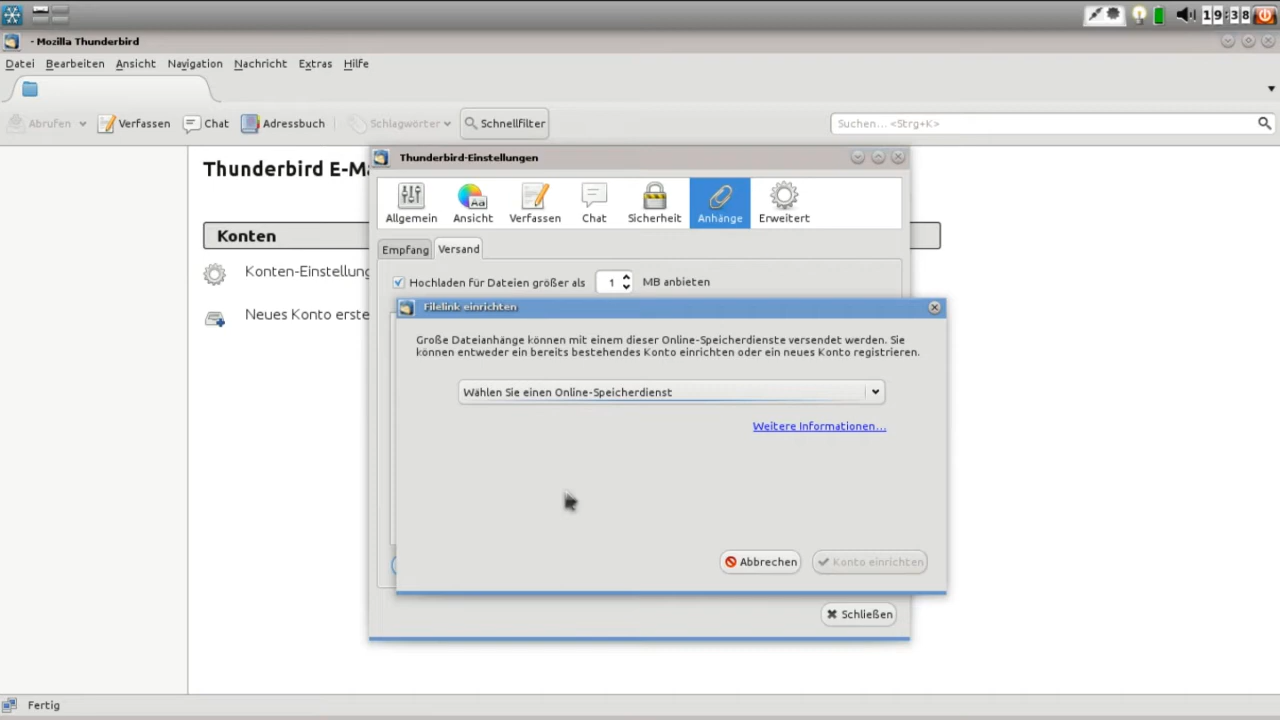 19:38
- Mozilla Thunderbird
Datei Bearbeiten Ansicht Navigation Nachricht Extras Hilfe
Abrufen Verfassen Chat Adressbuch Schlagwörter Schnellfilter Suchen... <Strg+K>
Thunderbird E-Ma
Thunderbird-Einstellungen
Allgemein Ansicht Verfassen Chat Sicherheit Anhänge Erweitert
Konten
Empfang Versand
Konten-Einstellung
Hochladen für Dateien größer als 1 MB anbieten
Neues Konto erste
Filelink einrichten
Große Dateianhänge können mit einem dieser Online-Speicherdienste versendet werden. Sie
können entweder ein bereits bestehendes Konto einrichten oder ein neues Konto registrieren.
Wählen Sie einen Online-Speicherdienst
Weitere Informationen...
Abbrechen Konto einrichten
Schließen
Fertig